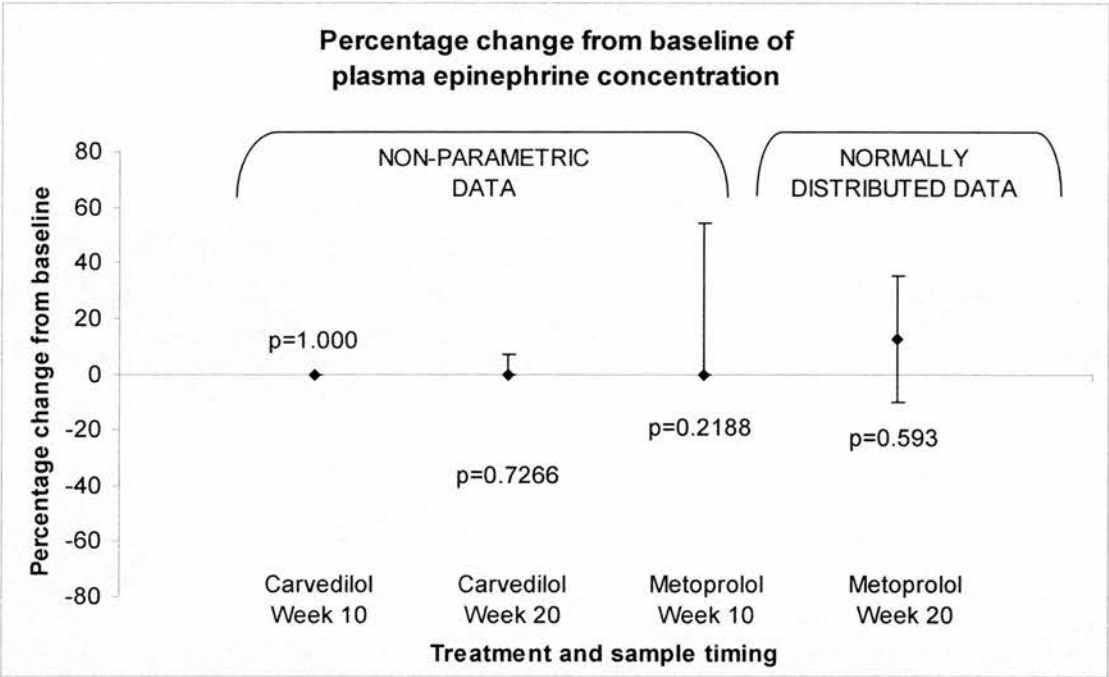 Percentage change from baseline of
plasma epinephrine concentration
NON-PARAMETRIC
DATA
NORMALLY
DISTRIBUTED DATA
Percentage change from baseline
80
60
40
20
0
-20
-40
-60
-80
p=1.000
p=0.7266
p=0.2188
p=0.593
Carvedilol
Week 10
Carvedilol
Week 20
Metoprolol
Week 10
Metoprolol
Week 20
Treatment and sample timing